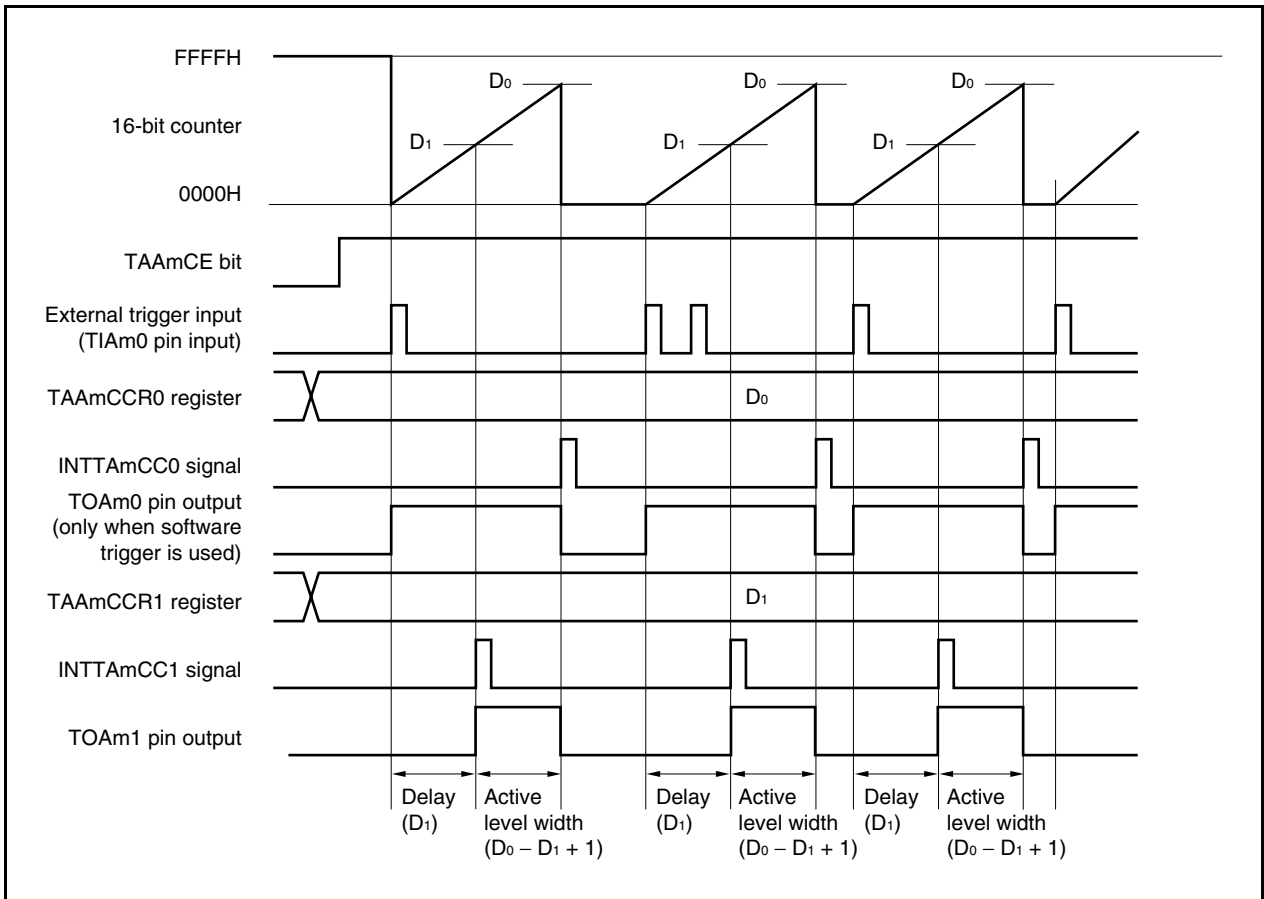 FFFFH
D0
D0
D0
16-bit counter
D1
D1
D1
0000H
TAAmCE bit
External trigger input
(TIAm0 pin input)
TAAmCCR0 register
D0
INTTAmCC0 signal
TOAm0 pin output
(only when software
trigger is used)
TAAmCCR1 register
D1
INTTAmCC1 signal
TOAm1 pin output
Delay
(D1)
Active
level width
(D0 − D1 + 1)
Delay
(D1)
Active
level width
(D0 − D1 + 1)
Delay
(D1)
Active
level width
(D0 − D1 + 1)